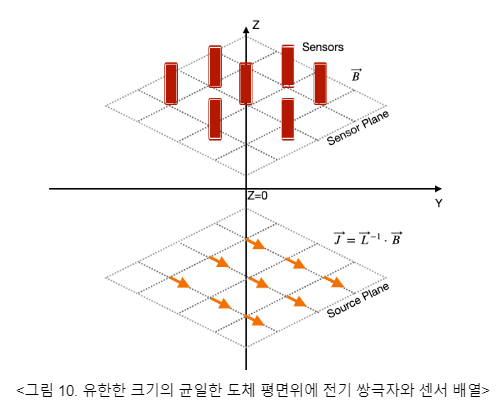 Z
Sensors
B
Sensor Plane
Z=0
Y
J = L⁻¹ · B
Source Plane
<그림 10. 유한한 크기의 균일한 도체 평면위에 전기 쌍극자와 센서 배열>